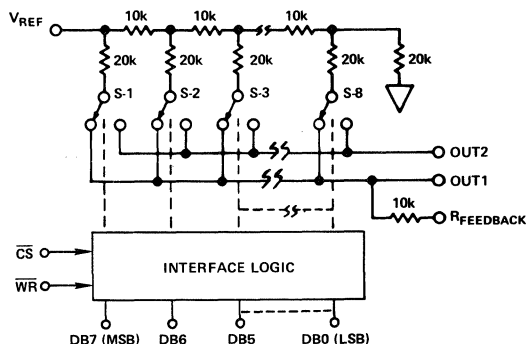 VREF
10k 10k 10k
20k 20k 20k 20k 20k
S-1 S-2 S-3 S-8
OUT2
OUT1
10k
RFEEDBACK
CS
INTERFACE LOGIC
WR
DB7 (MSB) DB6 DB5 DB0 (LSB)